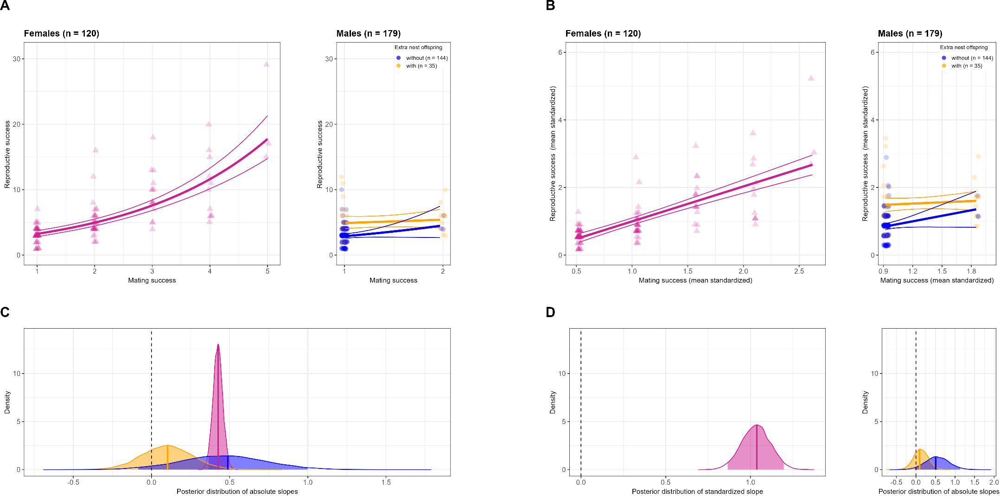 A
B
Females (n = 120)
Males (n = 179)
Extra nest offspring
without (n = 144)
with (n = 35)
Reproductive success
30
20
10
0
1
2
3
4
5
Mating success
Reproductive success
30
20
10
0
1
2
Mating success
Females (n = 120)
Males (n = 179)
Extra nest offspring
without (n = 144)
with (n = 35)
Reproductive success (mean standardized)
6
4
2
0
0.5
1.0
1.5
2.0
2.5
Mating success (mean standardized)
Reproductive success (mean standardized)
6
4
2
0
0.9
1.2
1.5
1.8
Mating success (mean standardized)
C
D
Density
10
5
0
-0.5
0.0
0.5
1.0
1.5
Posterior distribution of absolute slopes
Density
10
5
0
0.0
0.5
1.0
Posterior distribution of standardized slope
Density
10
5
0
-0.5
0.0
0.5
1.0
1.5
2.0
Posterior distribution of absolute slopes